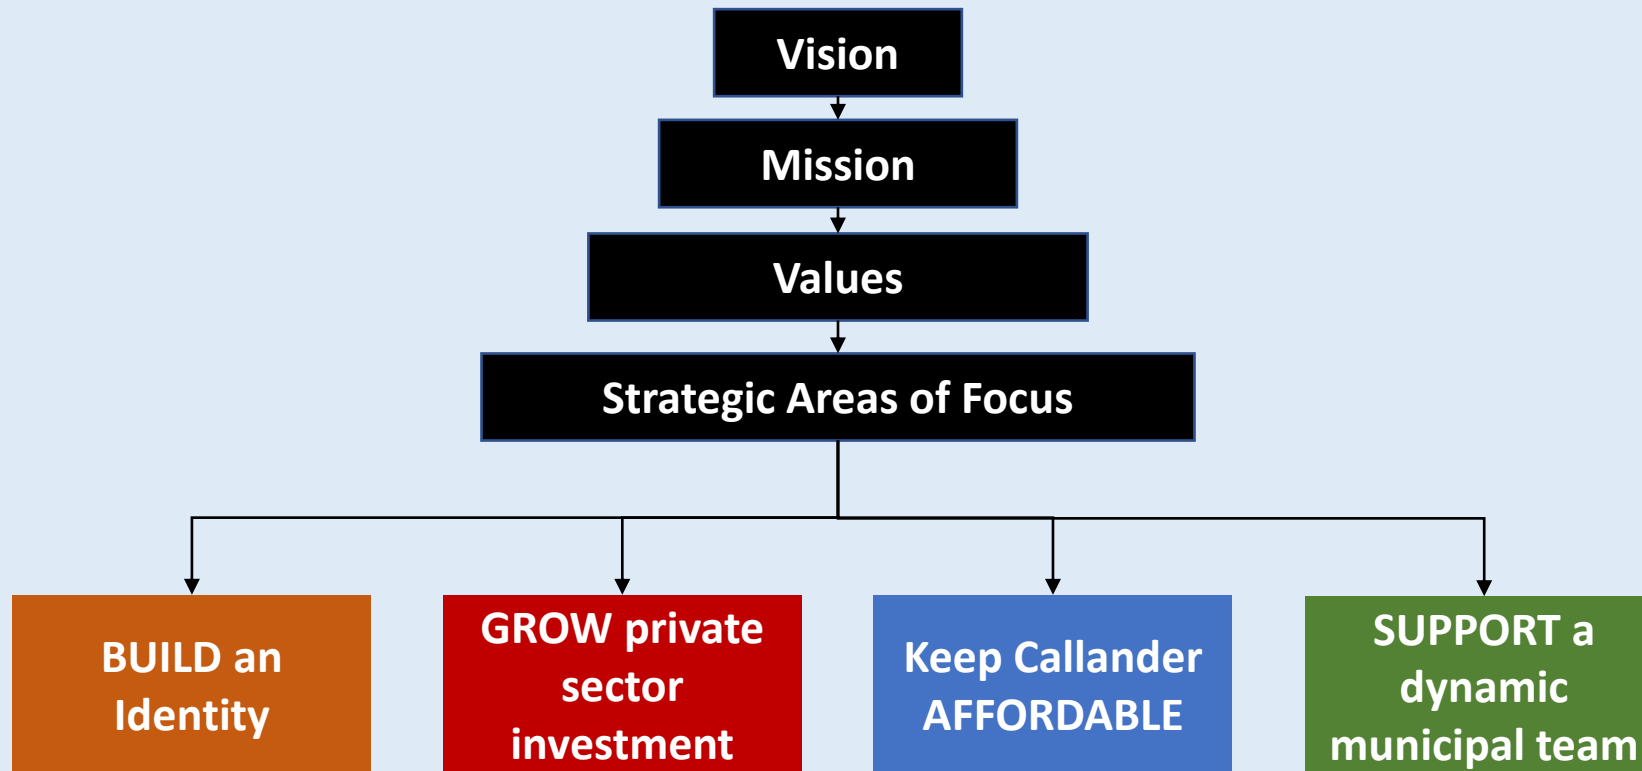 Vision
Mission
Values
Strategic Areas of Focus
BUILD an
Identity
GROW private
sector
investment
Keep Callander
AFFORDABLE
SUPPORT a
dynamic
municipal team